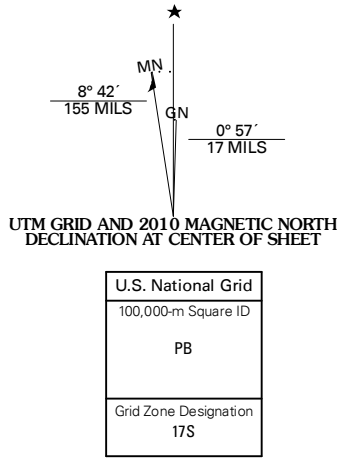 ★
MN
GN
8° 42´
155 MILS
0° 57´
17 MILS
UTM GRID AND 2010 MAGNETIC NORTH
DECLINATION AT CENTER OF SHEET
U.S. National Grid
100,000-m Square ID
PB
Grid Zone Designation
17S